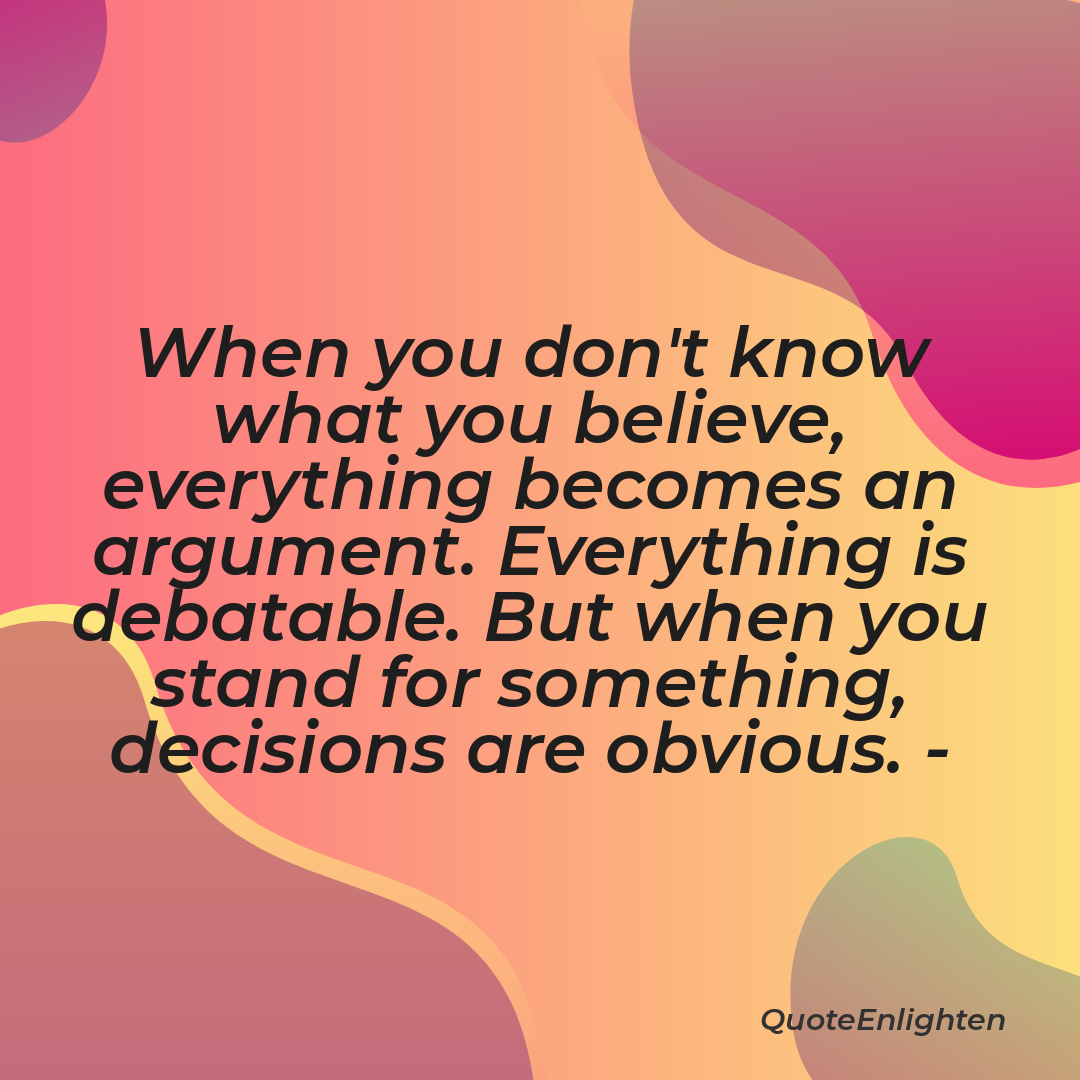 When you don't know
what you believe,
everything becomes an
argument. Everything is
debatable. But when you
stand for something,
decisions are obvious. -
QuoteEnlighten